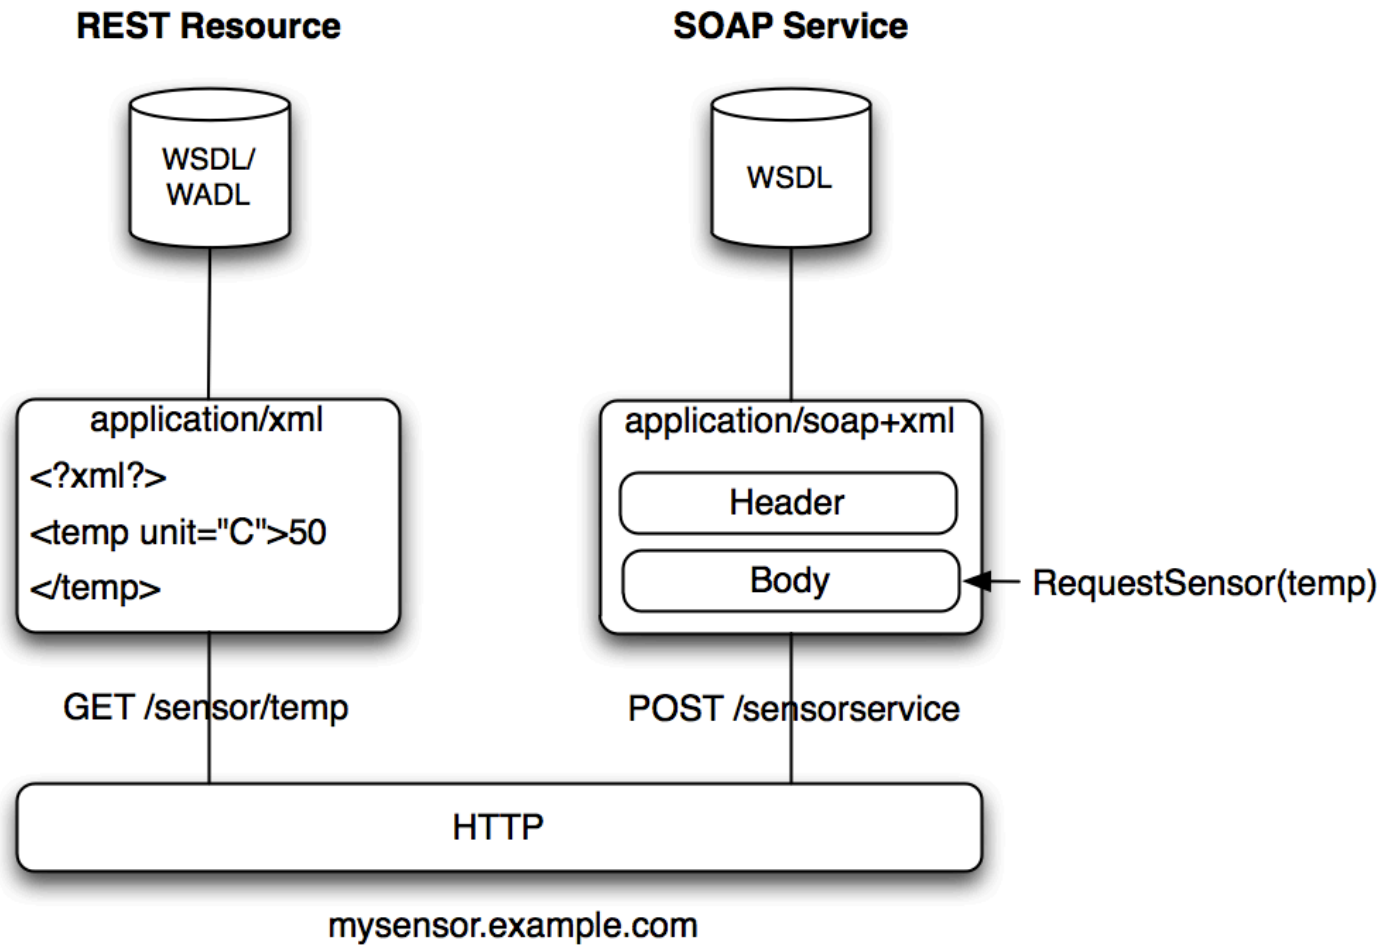 REST Resource
SOAP Service
WSDL/
WADL
WSDL
application/xml
<?xml?>
<temp unit="C">50
</temp>
application/soap+xml
Header
Body
RequestSensor(temp)
GET /sensor/temp
POST /sensorservice
HTTP
mysensor.example.com